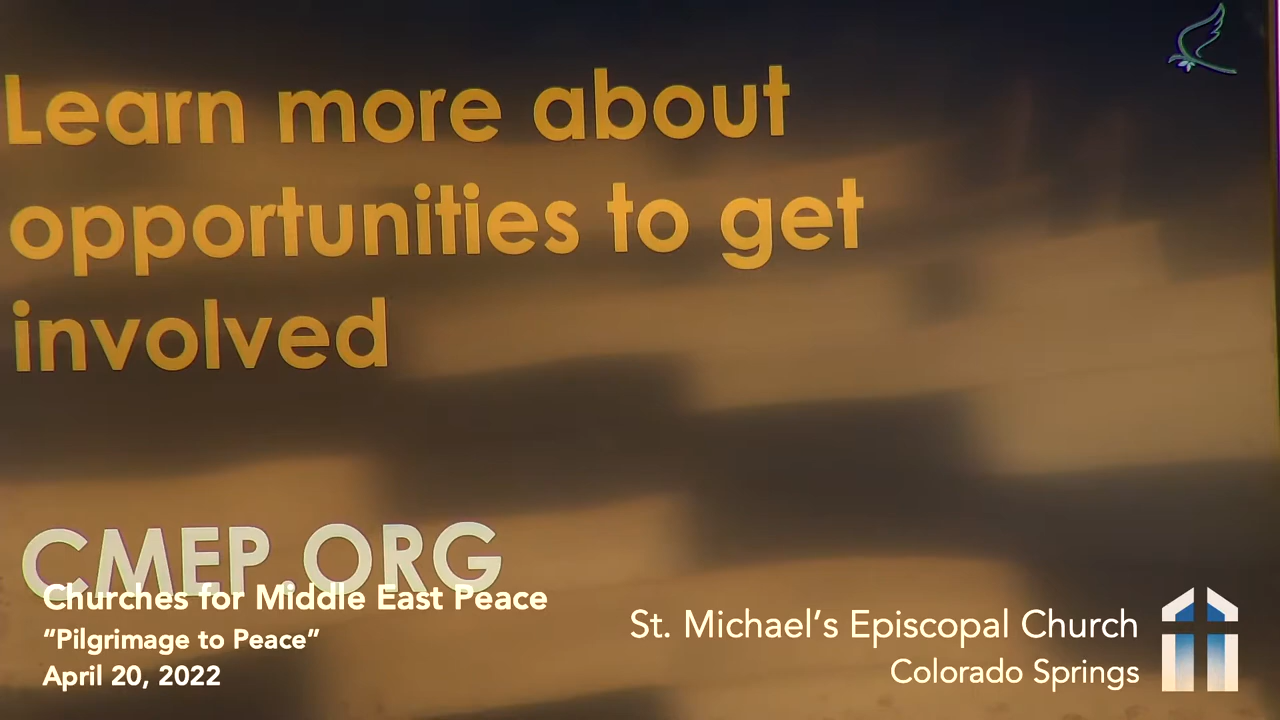 Learn more about
opportunities to get
involved
CMEP.ORG
Churches for Middle East Peace
“Pilgrimage to Peace”
April 20, 2022
St. Michael’s Episcopal Church
Colorado Springs